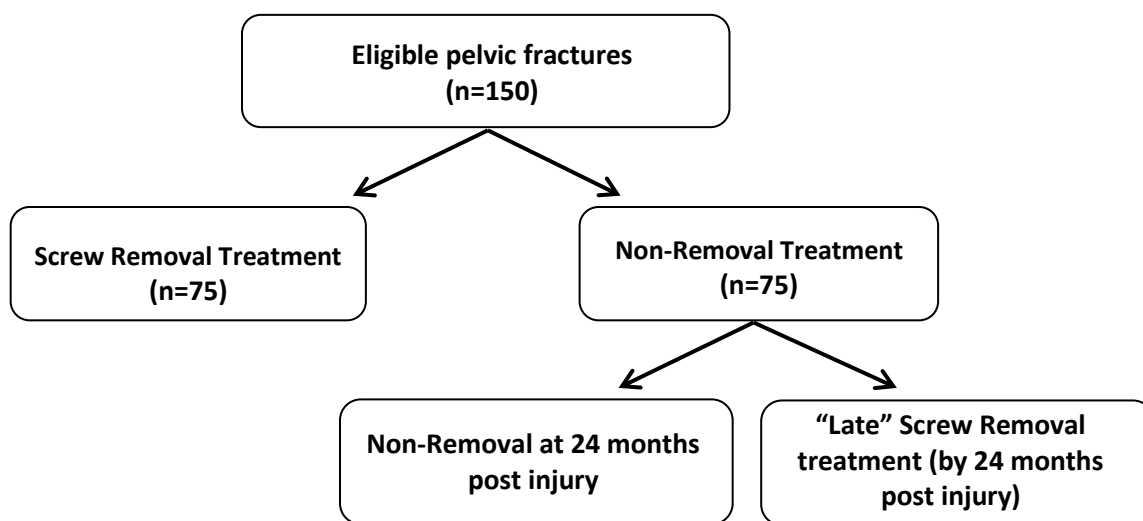 Eligible pelvic fractures
(n=150)
Screw Removal Treatment
(n=75)
Non-Removal Treatment
(n=75)
Non-Removal at 24 months
post injury
“Late” Screw Removal
treatment (by 24 months
post injury)